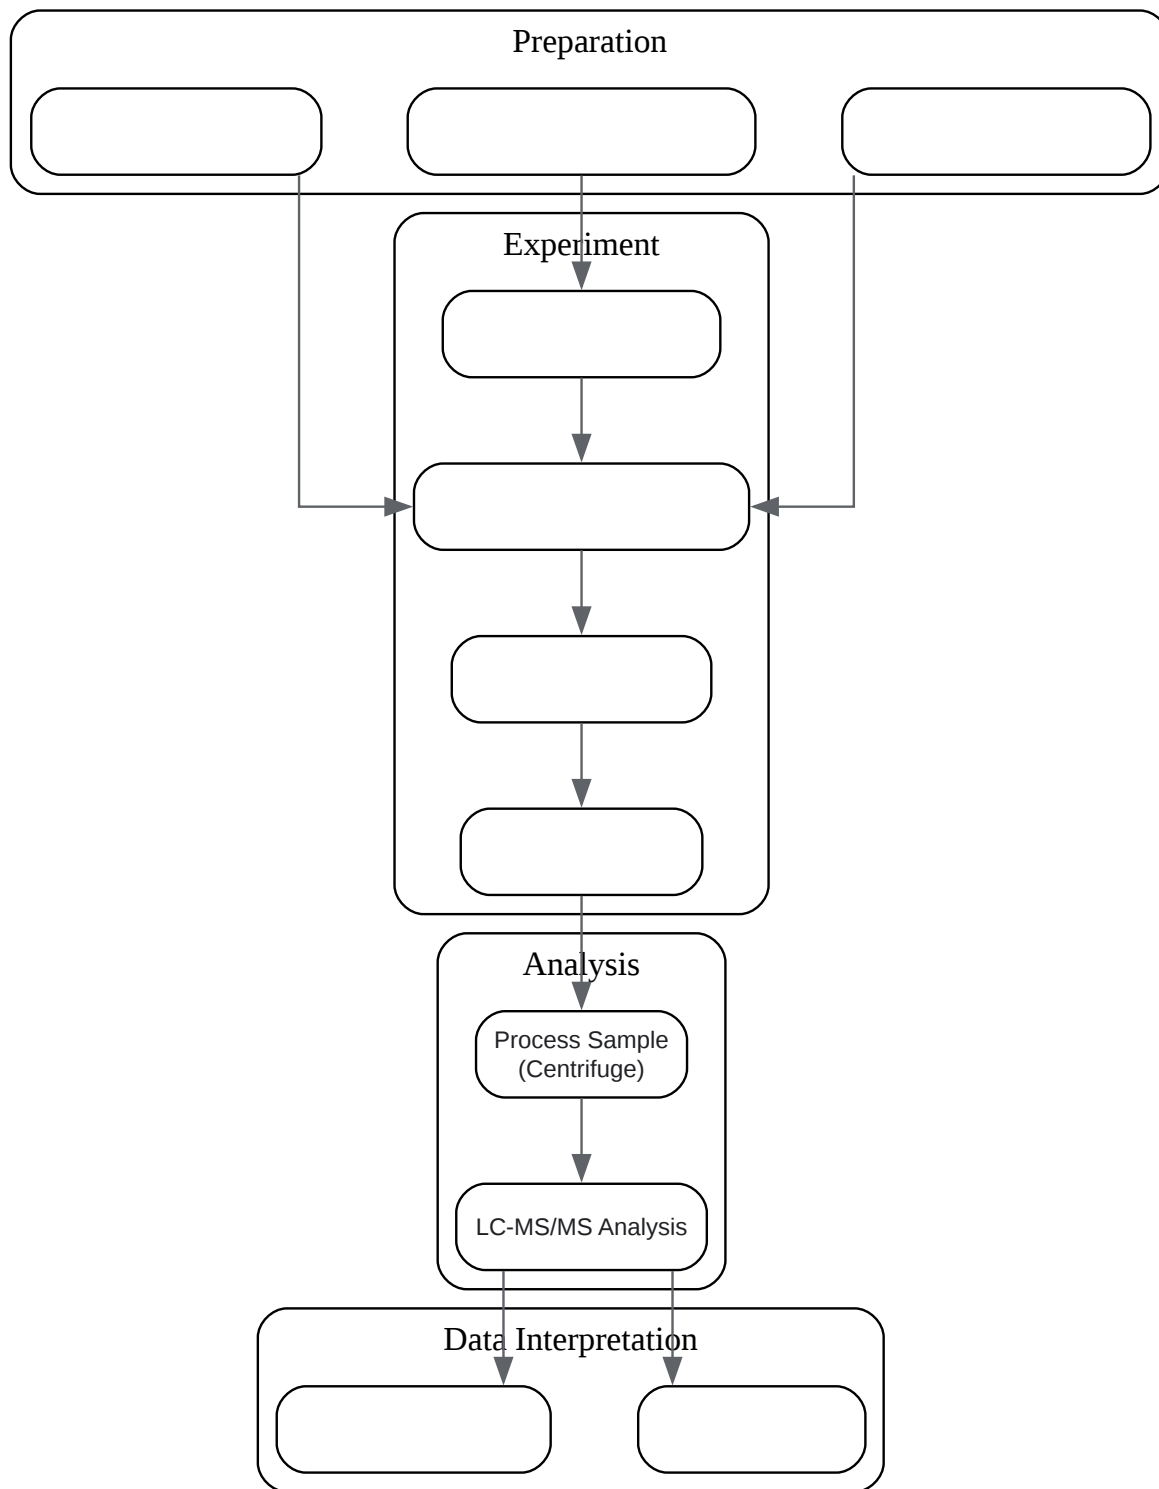 Preparation
Experiment
Analysis
Process Sample
(Centrifuge)
LC-MS/MS Analysis
Data Interpretation